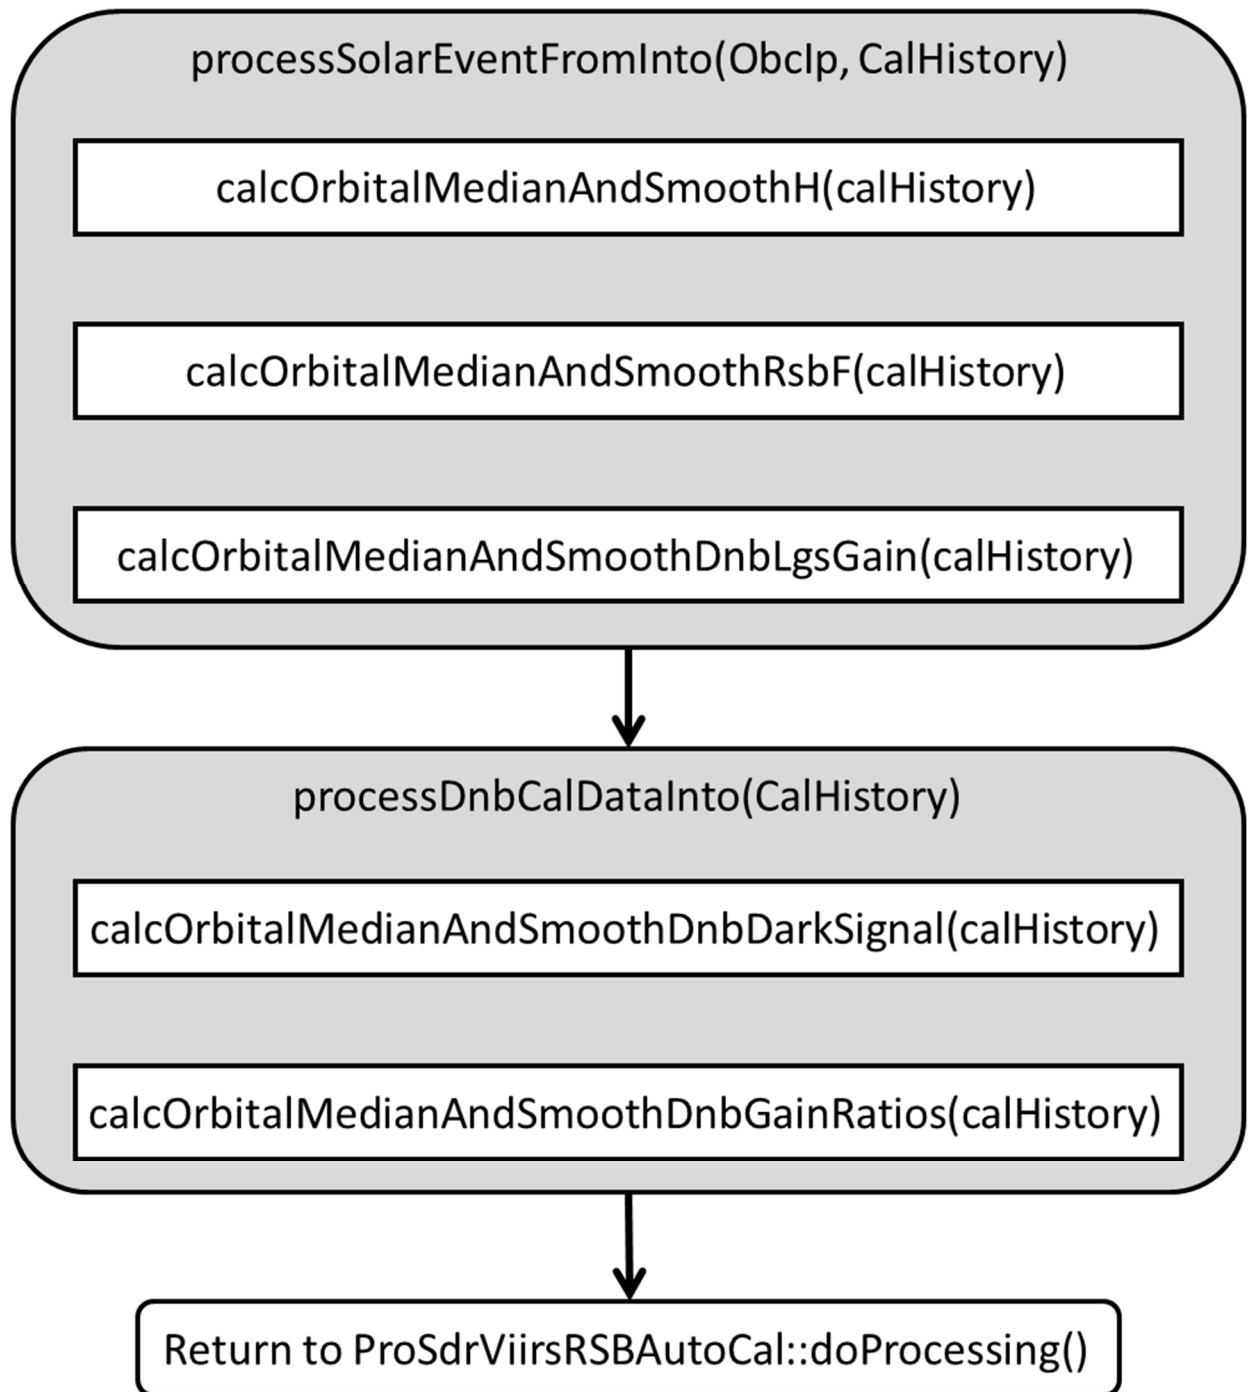 processSolarEventFromInto(ObcIp, CalHistory)
calcOrbitalMedianAndSmoothH(calHistory)
calcOrbitalMedianAndSmoothRsbF(calHistory)
calcOrbitalMedianAndSmoothDnbLgsGain(calHistory)
processDnbCalDataInto(CalHistory)
calcOrbitalMedianAndSmoothDnbDarkSignal(calHistory)
calcOrbitalMedianAndSmoothDnbGainRatios(calHistory)
Return to ProSdrViirsRSBAutoCal::doProcessing()